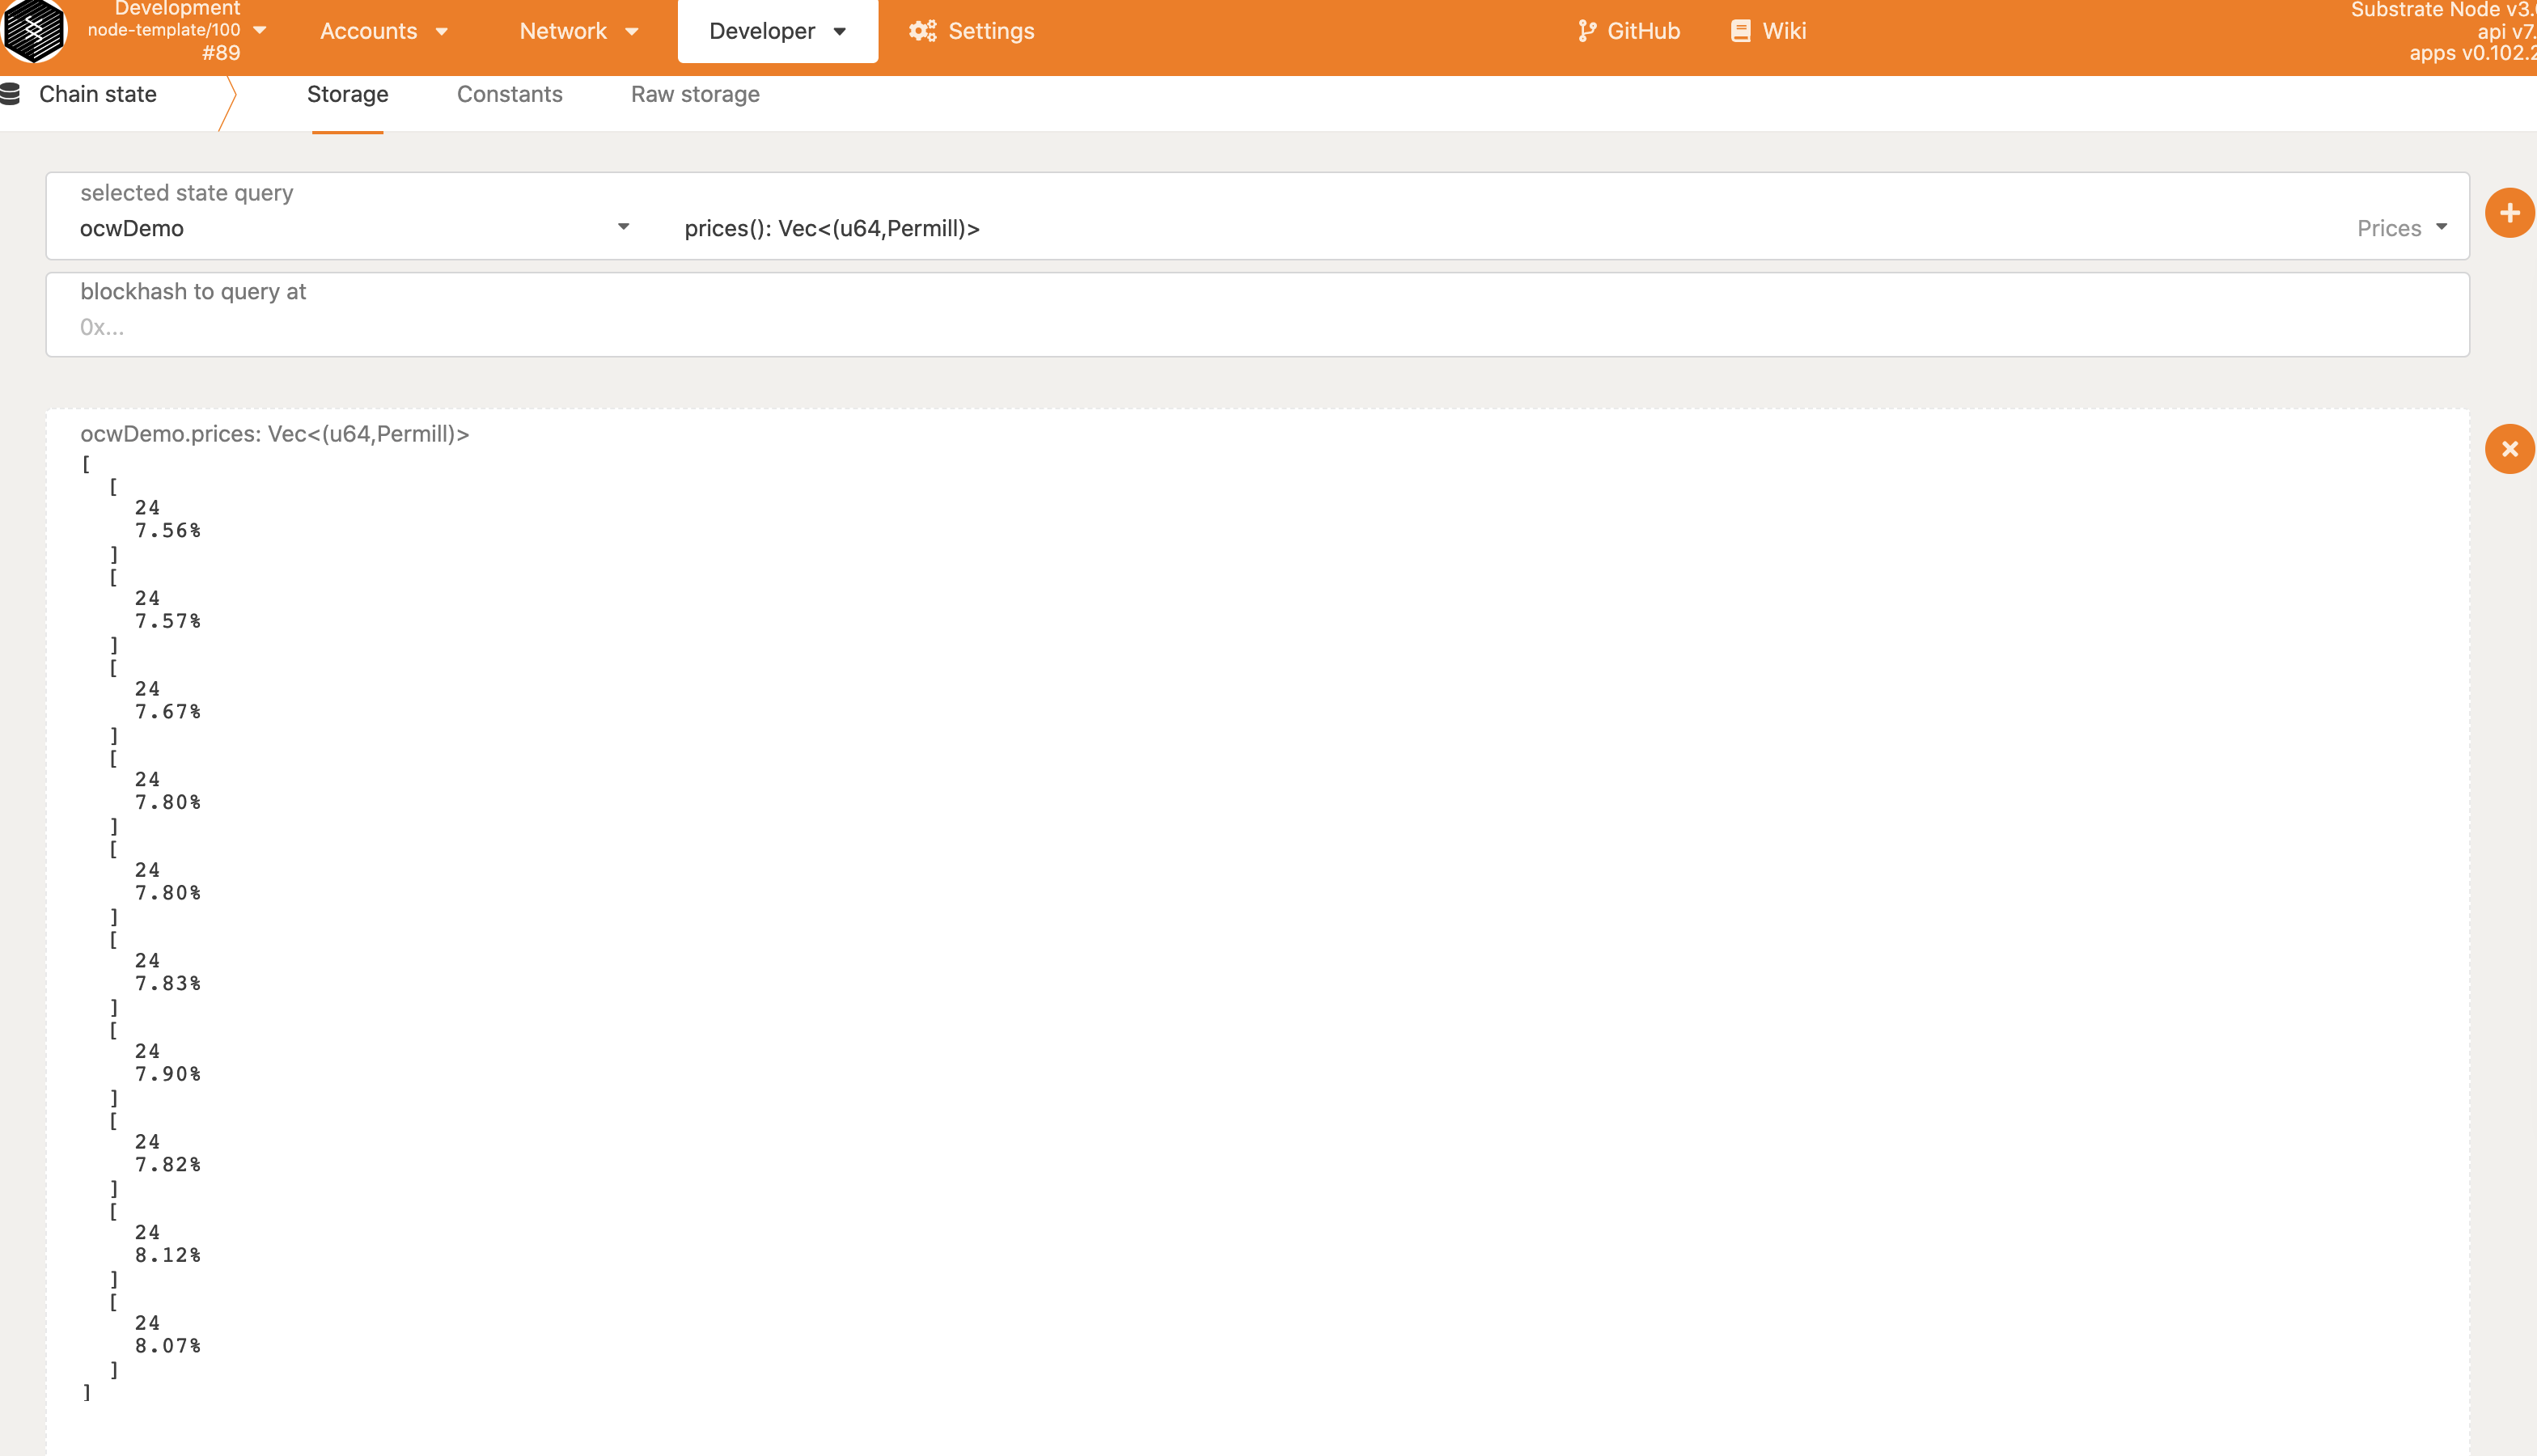 Development
node-template/100
#89
Accounts
Network
Developer
Settings
GitHub
Wiki
Substrate Node v3.
api v7.
apps v0.102.2
Chain state
Storage
Constants
Raw storage
selected state query
ocwDemo
prices(): Vec<(u64,Permill)>
Prices
blockhash to query at
0x...
ocwDemo.prices: Vec<(u64,Permill)>
[
[
24
7.56%
]
[
24
7.57%
]
[
24
7.67%
]
[
24
7.80%
]
[
24
7.80%
]
[
24
7.83%
]
[
24
7.90%
]
[
24
7.82%
]
[
24
8.12%
]
[
24
8.07%
]
]